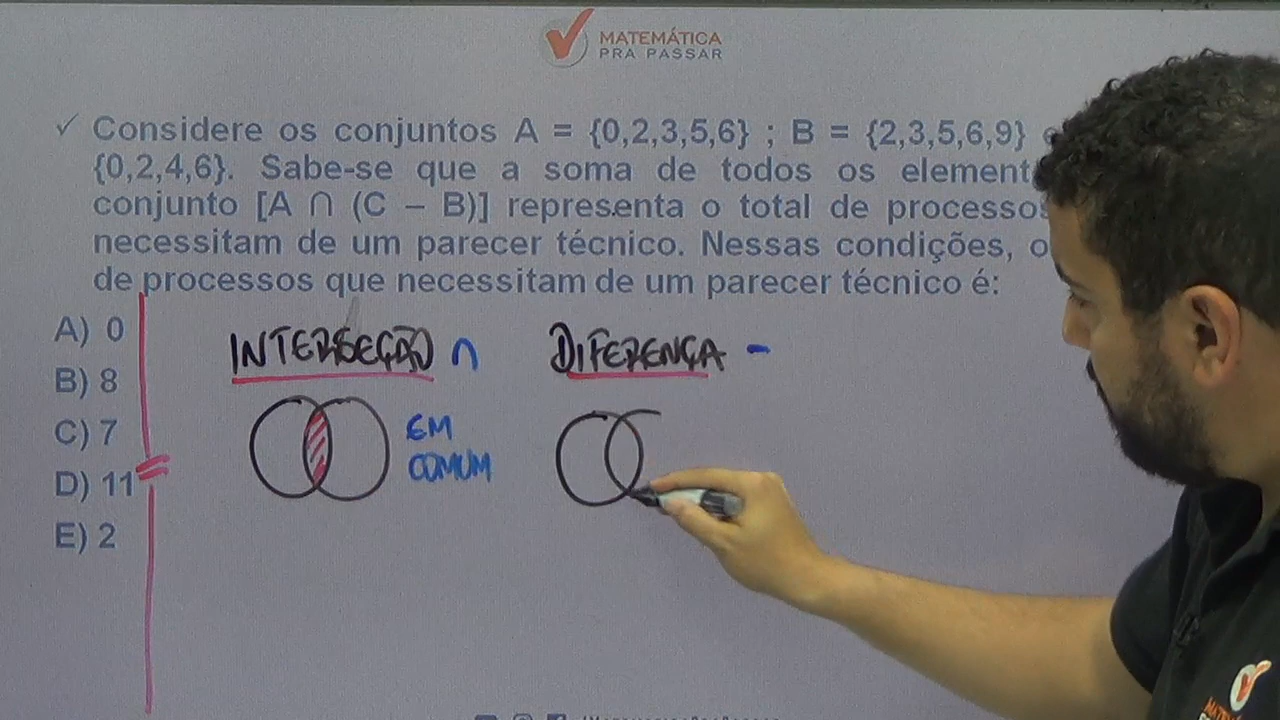 MATEMÁTICA
PRA PASSAR
✓ Considere os conjuntos A = {0,2,3,5,6} ; B = {2,3,5,6,9}
{0,2,4,6}. Sabe-se que a soma de todos os element
conjunto [A ∩ (C – B)] representa o total de processos
necessitam de um parecer técnico. Nessas condições, o
de processos que necessitam de um parecer técnico é:
A) 0
B) 8
C) 7
D) 11
E) 2
INTERSEÇÃO ∩
DIFERENÇA -
EM
COMUM